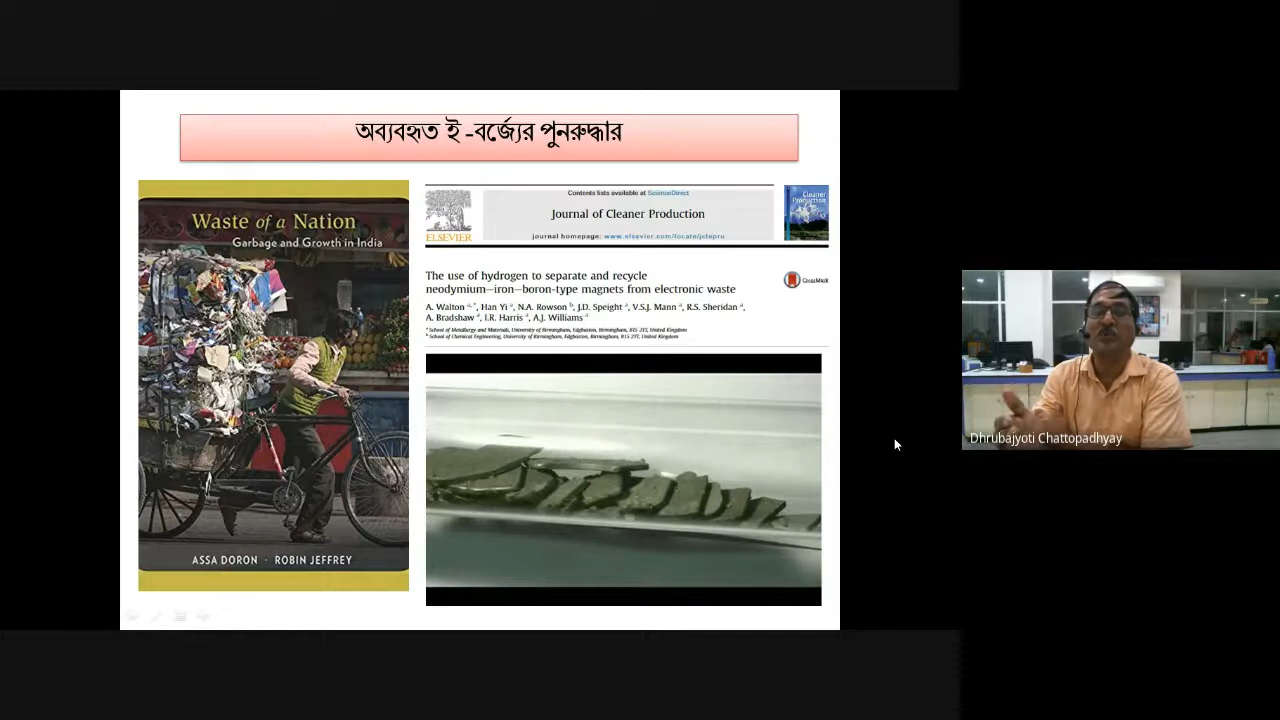 অব্যবহৃত ই -বর্জ্যের পুনরুদ্ধার
Waste of a Nation
Garbage and Growth in India
ASSA DORON · ROBIN JEFFREY
Contents lists available at ScienceDirect
Journal of Cleaner Production
journal homepage: www.elsevier.com/locate/jclepro
ELSEVIER
Cleaner
Production
The use of hydrogen to separate and recycle
neodymium–iron–boron-type magnets from electronic waste
CrossMark
A. Walton a, *, Han Yi a, N.A. Rowson b, J.D. Speight a, V.S.J. Mann a, R.S. Sheridan a,
A. Bradshaw a, I.R. Harris a, A.J. Williams a
a School of Metallurgy and Materials, University of Birmingham, Edgbaston, Birmingham, B15 2TT, United Kingdom
b School of Chemical Engineering, University of Birmingham, Edgbaston, Birmingham, B15 2TT, United Kingdom
Dhrubajyoti Chattopadhyay